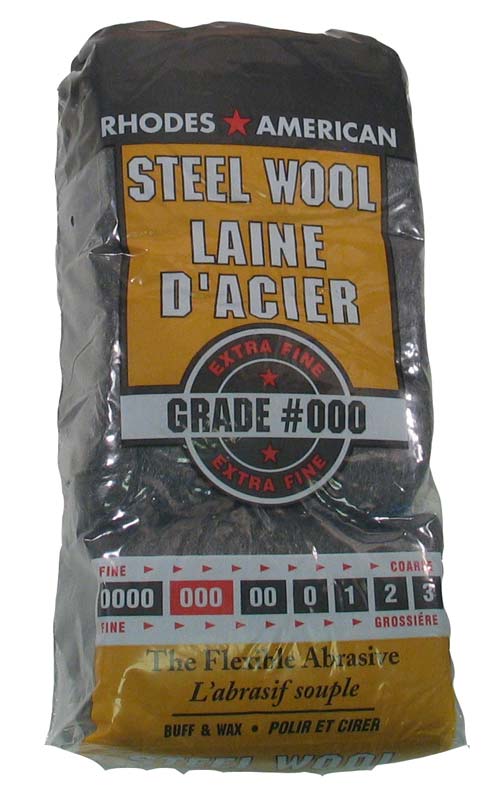 RHODES ★ AMERICAN
STEEL WOOL
LAINE
D'ACIER
EXTRA FINE
GRADE #000
EXTRA FINE
FINE COARSE
0000 000 00 0 1 2 3
FINE GROSSIÉRE
The Flexible Abrasive
L'abrasif souple
BUFF & WAX • POLIR ET CIRER
STEEL WOOL